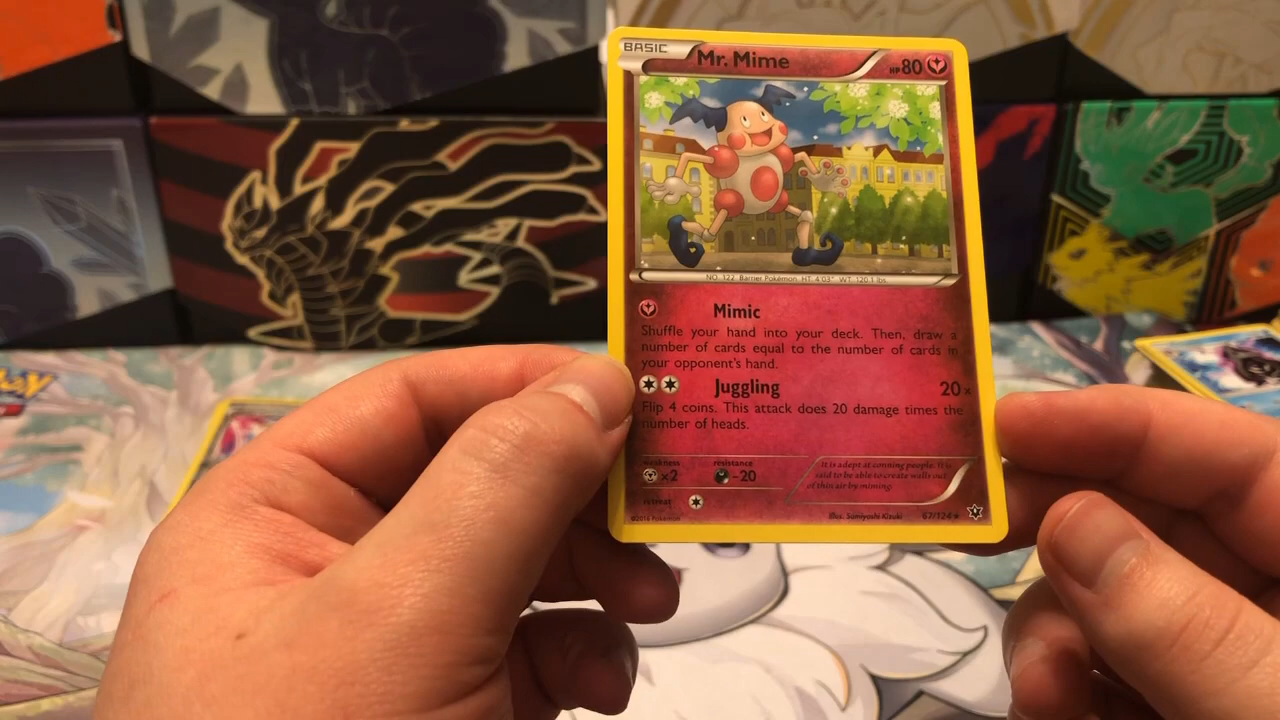 BASIC
Mr. Mime
HP80
NO. 122 Barrier Pokémon. HT. 4'03" WT. 120.1 lbs.
Mimic
Shuffle your hand into your deck. Then, draw a
number of cards equal to the number of cards in
your opponent's hand.
Juggling
20×
Flip 4 coins. This attack does 20 damage times the
number of heads.
weakness
×2
resistance
-20
It is adept at conning people. It is
said to be able to create walls out
of thin air by miming.
retreat
©2016 Pokémon
Illus. Sumiyoshi Kizuki
67/124 ★